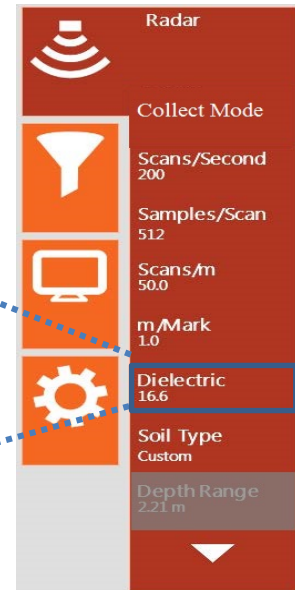 Radar
Collect Mode
Scans/Second
200
Samples/Scan
512
Scans/m
50.0
m/Mark
1.0
Dielectric
16.6
Soil Type
Custom
Depth Range
2.21 m